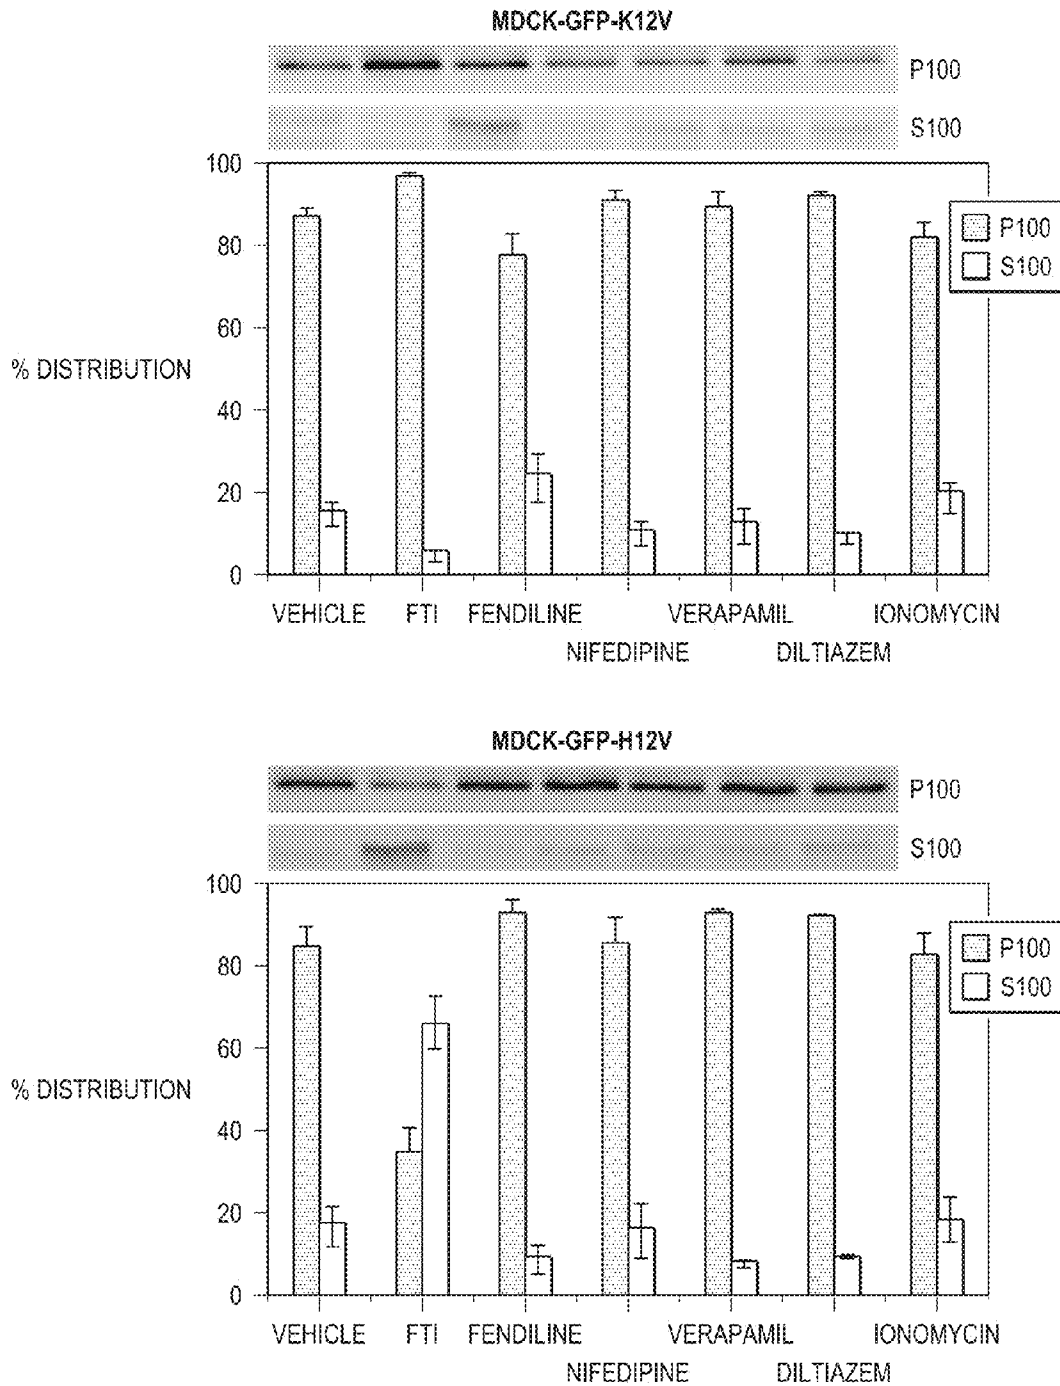 MDCK-GFP-K12V
P100
S100
100
80
60
40
20
0
% DISTRIBUTION
P100
S100
VEHICLE FTI FENDILINE VERAPAMIL IONOMYCIN
NIFEDIPINE DILTIAZEM
MDCK-GFP-H12V
P100
S100
100
80
60
40
20
0
% DISTRIBUTION
P100
S100
VEHICLE FTI FENDILINE VERAPAMIL IONOMYCIN
NIFEDIPINE DILTIAZEM